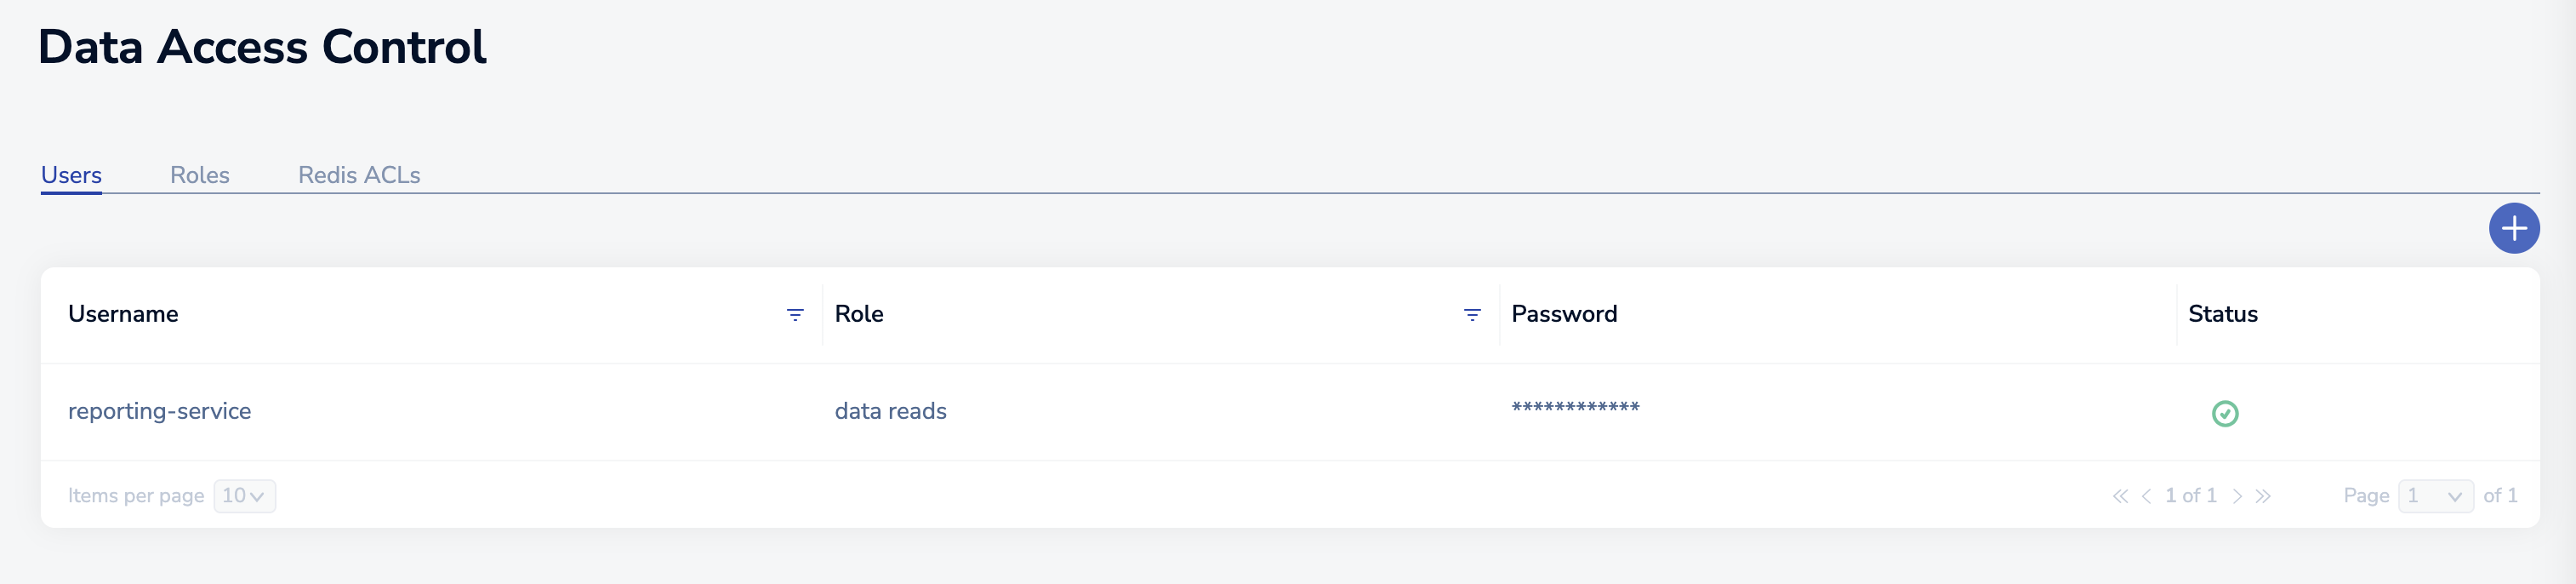 Data Access Control
Users Roles Redis ACLs
Username Role Password Status
reporting-service data reads ************
Items per page 10 1 of 1 Page 1 of 1